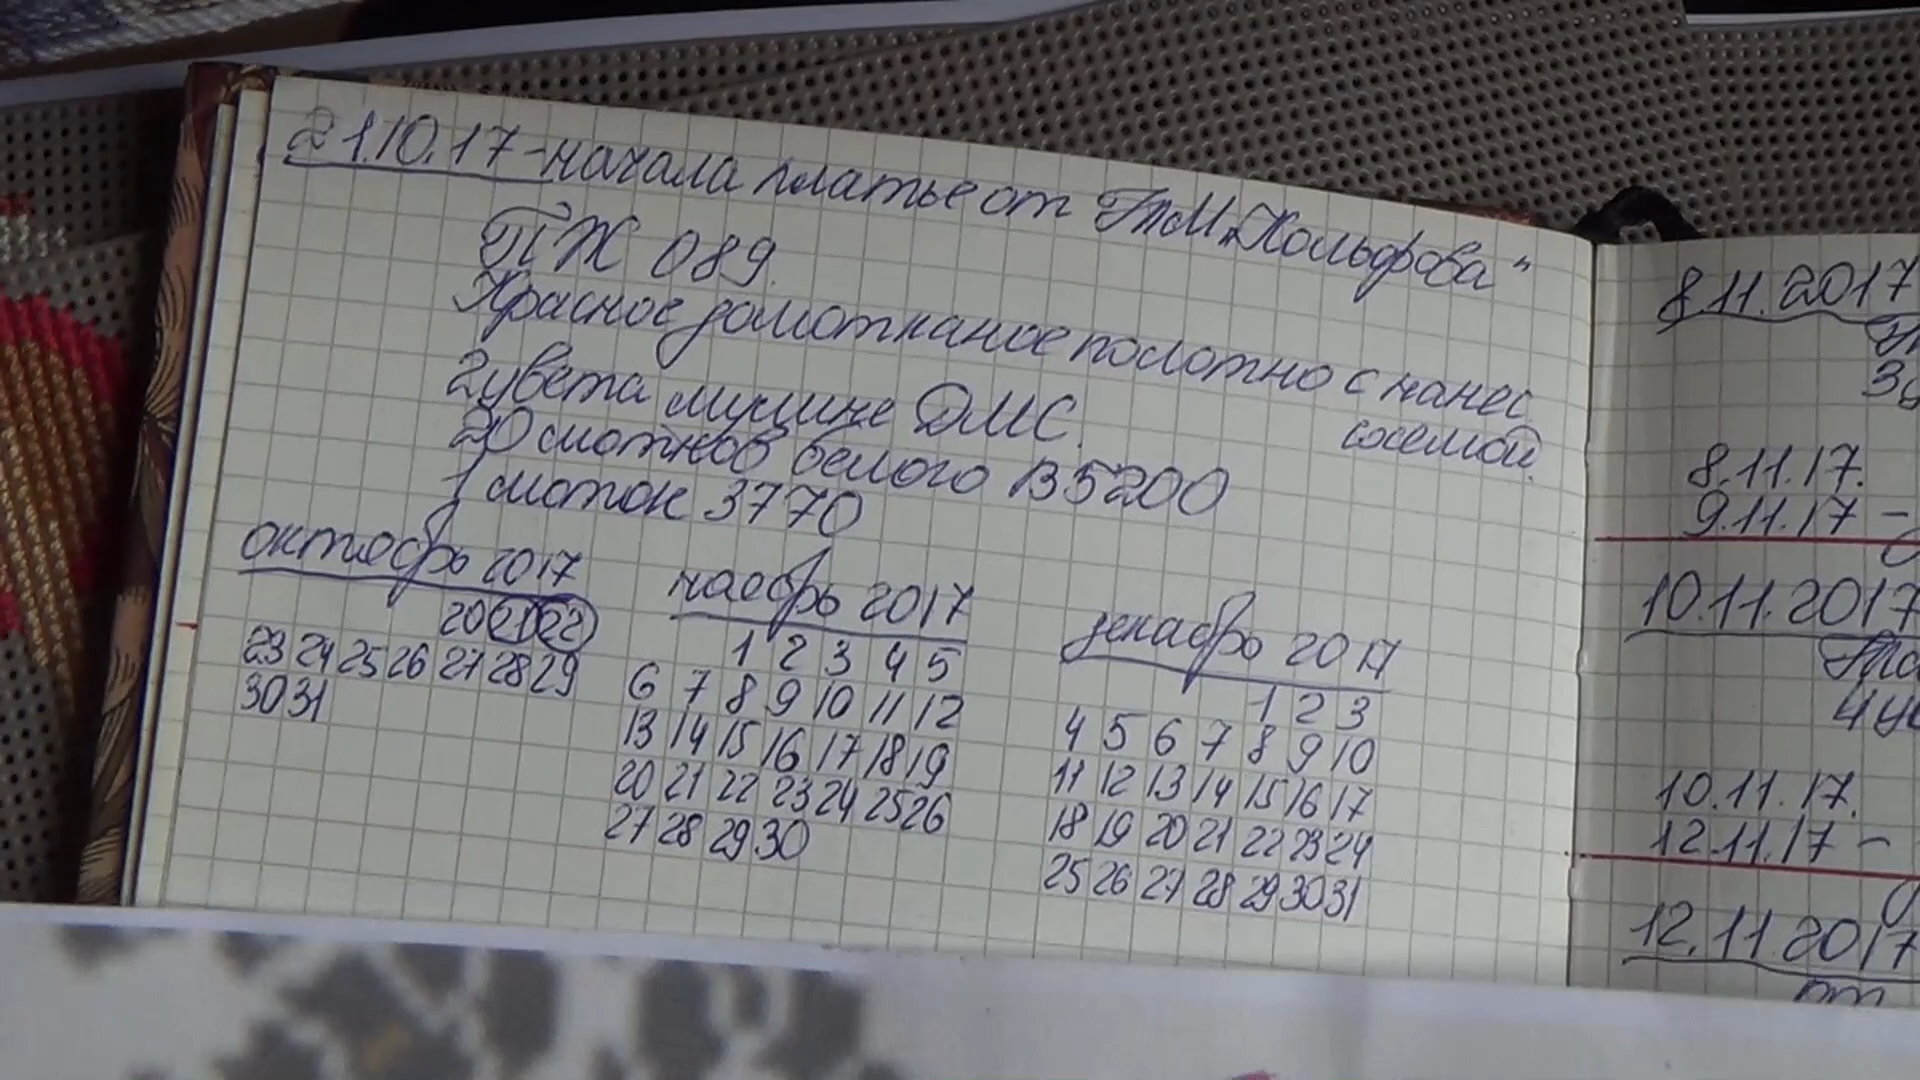 21.10.17-начала платье от ТМ „Кольфрова"
ПЖ 089.
Красное домотканое полотно с нанес
схемой.
2 цвета мулине ДМС.
20 мотков белого В5200
1 моток 3770
октябрь 2017
20 21 22
23 24 25 26 27 28 29
30 31
наебрь 2017
1 2 3 4 5
6 7 8 9 10 11 12
13 14 15 16 17 18 19
20 21 22 23 24 25 26
27 28 29 30
декабрь 2017
1 2 3
4 5 6 7 8 9 10
11 12 13 14 15 16 17
18 19 20 21 22 23 24
25 26 27 28 29 30 31
8.11.2017
8.11.17.
9.11.17 -
10.11.2017
10.11.17.
12.11.17 -
12.11.2017